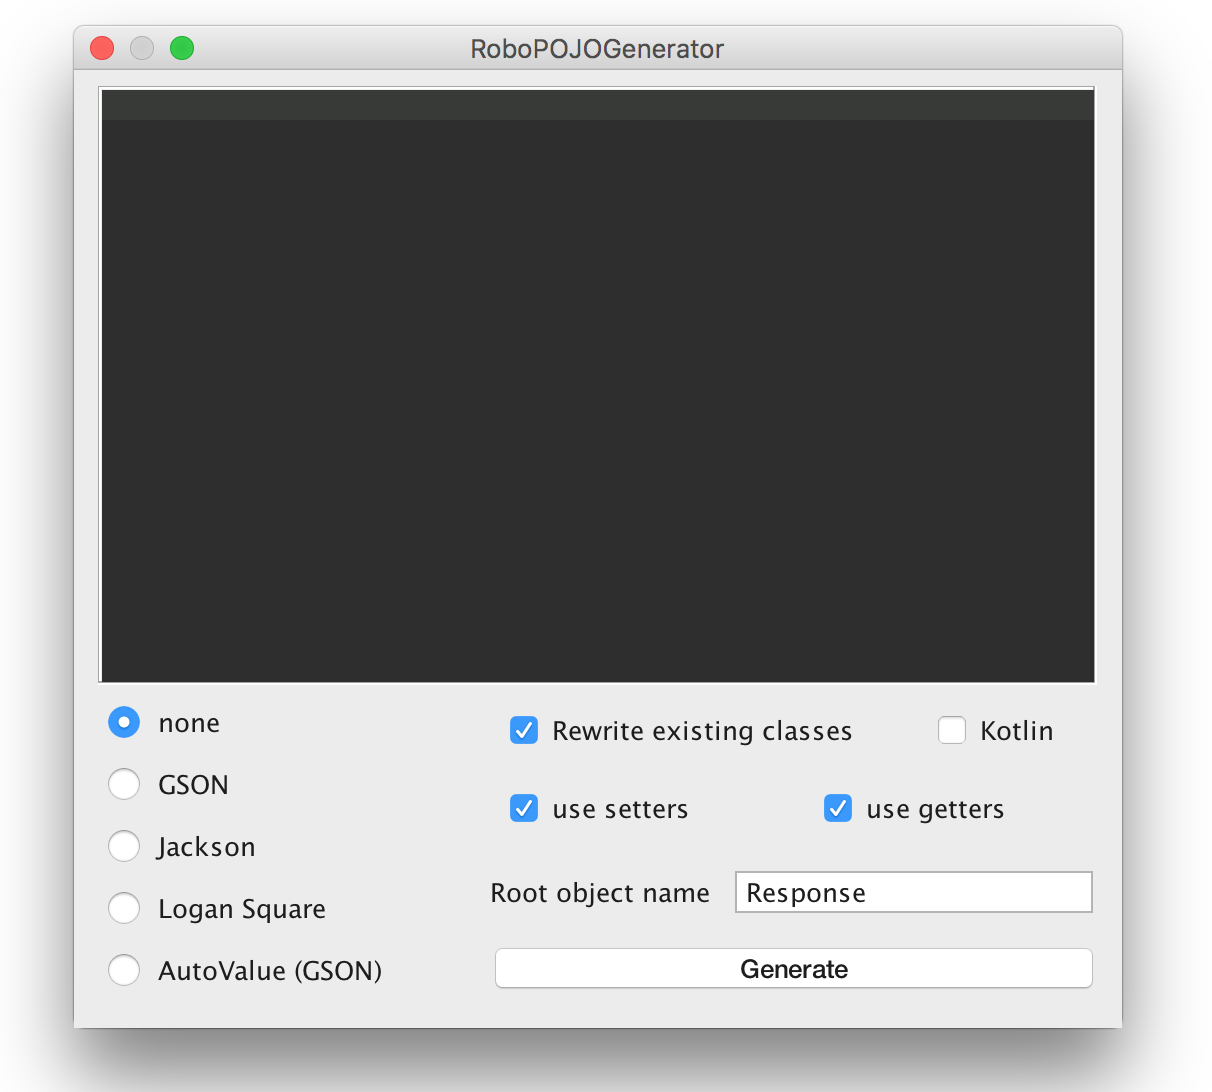 RoboPOJOGenerator
none
GSON
Jackson
Logan Square
AutoValue (GSON)
Rewrite existing classes
Kotlin
use setters
use getters
Root object name
Response
Generate